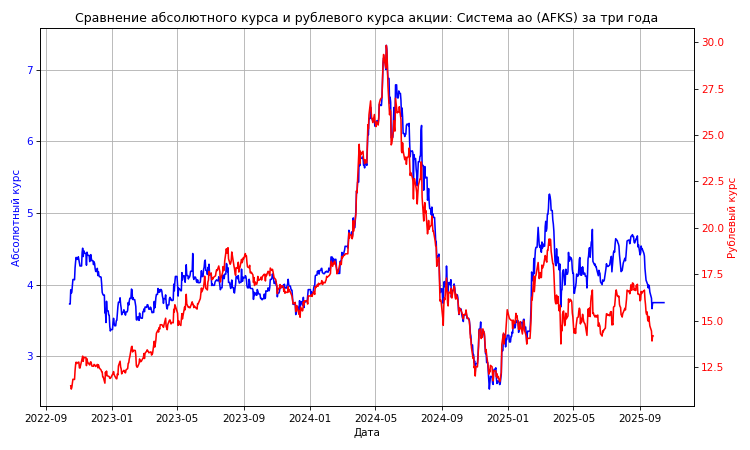 Сравнение абсолютного курса и рублевого курса акции: Система ао (AFKS) за три года
Абсолютный курс
7
6
5
4
3
30.0
27.5
25.0
22.5
20.0
17.5
15.0
12.5
Рублевый курс
2022-09 2023-01 2023-05 2023-09 2024-01 2024-05 2024-09 2025-01 2025-05 2025-09
Дата